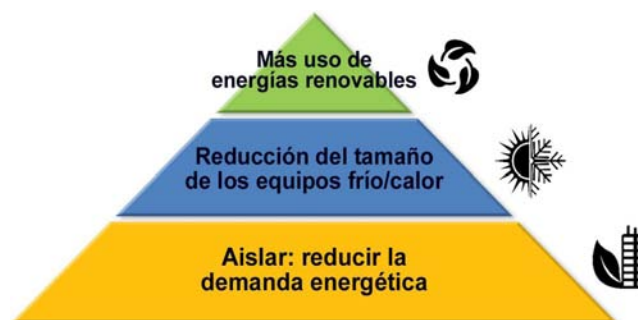 Más uso de
energías renovables
Reducción del tamaño
de los equipos frío/calor
Aislar: reducir la
demanda energética